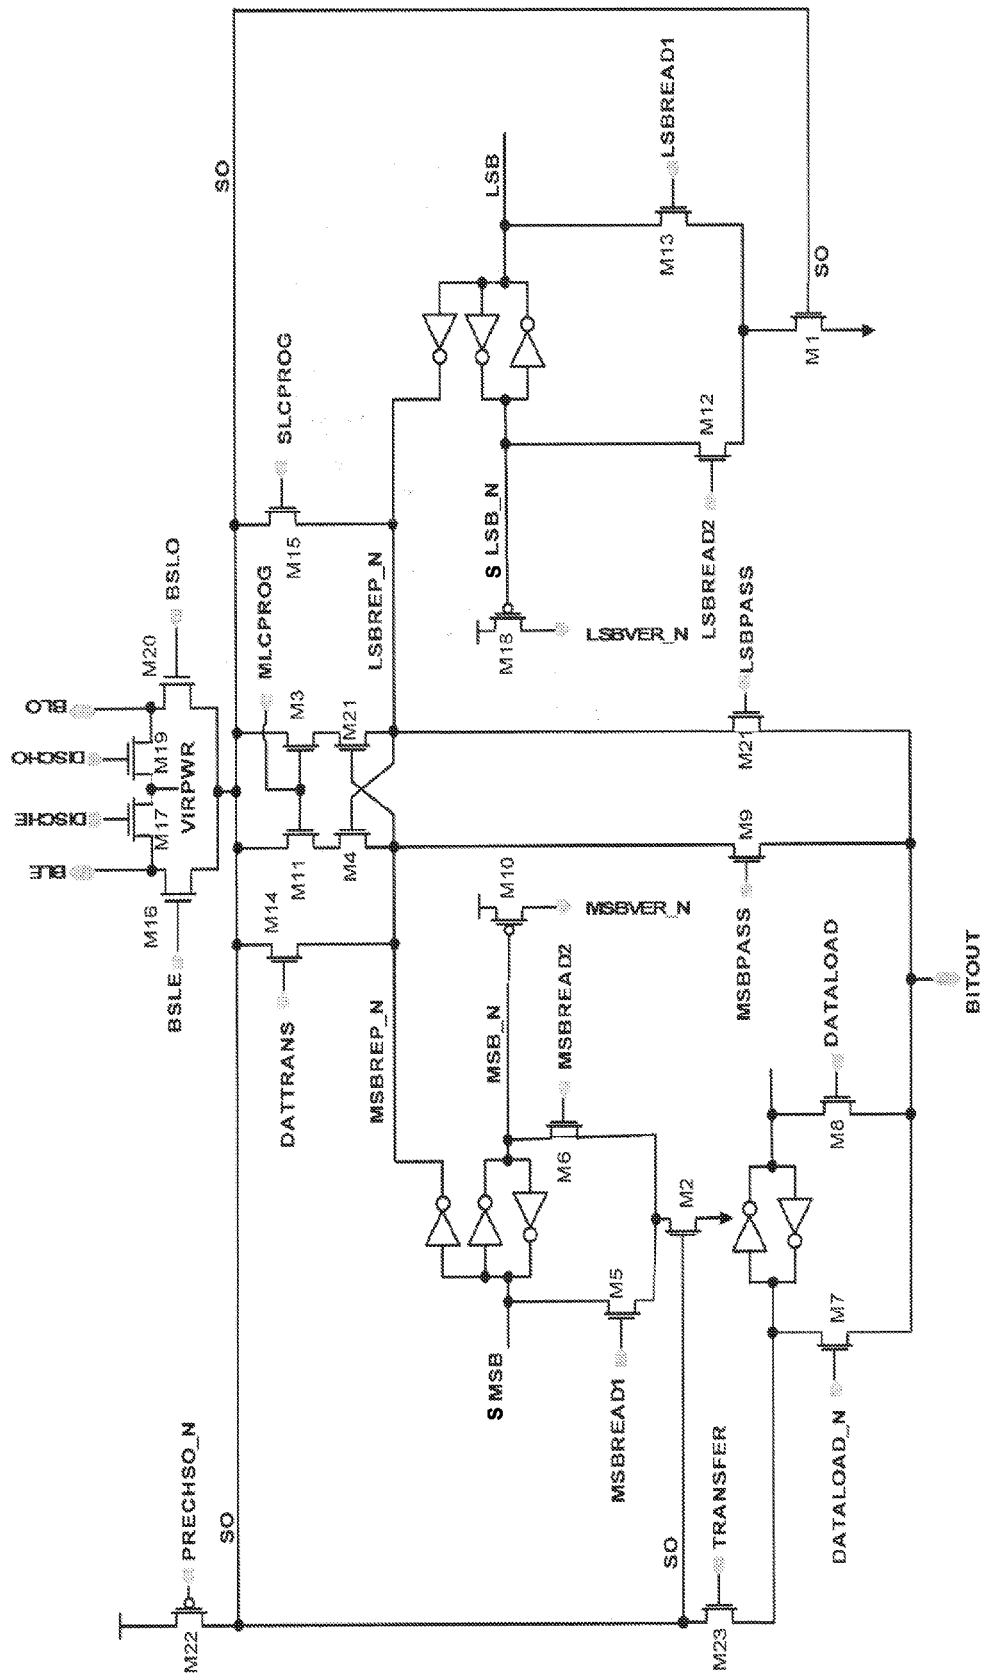 BSLE
M16
BLE
DISCHE
M17
VIRPWR
DISCHO
M19
BLO
M20
BSLO
SO
SO
PRECHSO_N
M22
DATTRANS
M14
M11
M4
MLCPROG
M3
M21
SLCPROG
M15
MSBREP_N
LSBREP_N
S MSB
MSB_N
M10
MSBVER_N
MSBREAD1
M5
M6
MSBREAD2
M2
SO
S LSB_N
LSB
M18
LSBVER_N
LSBREAD2
M12
M13
LSBREAD1
M1
SO
MSBPASS
M9
M21
LSBPASS
TRANSFER
M23
DATALOAD_N
M7
M8
DATALOAD
BITOUT